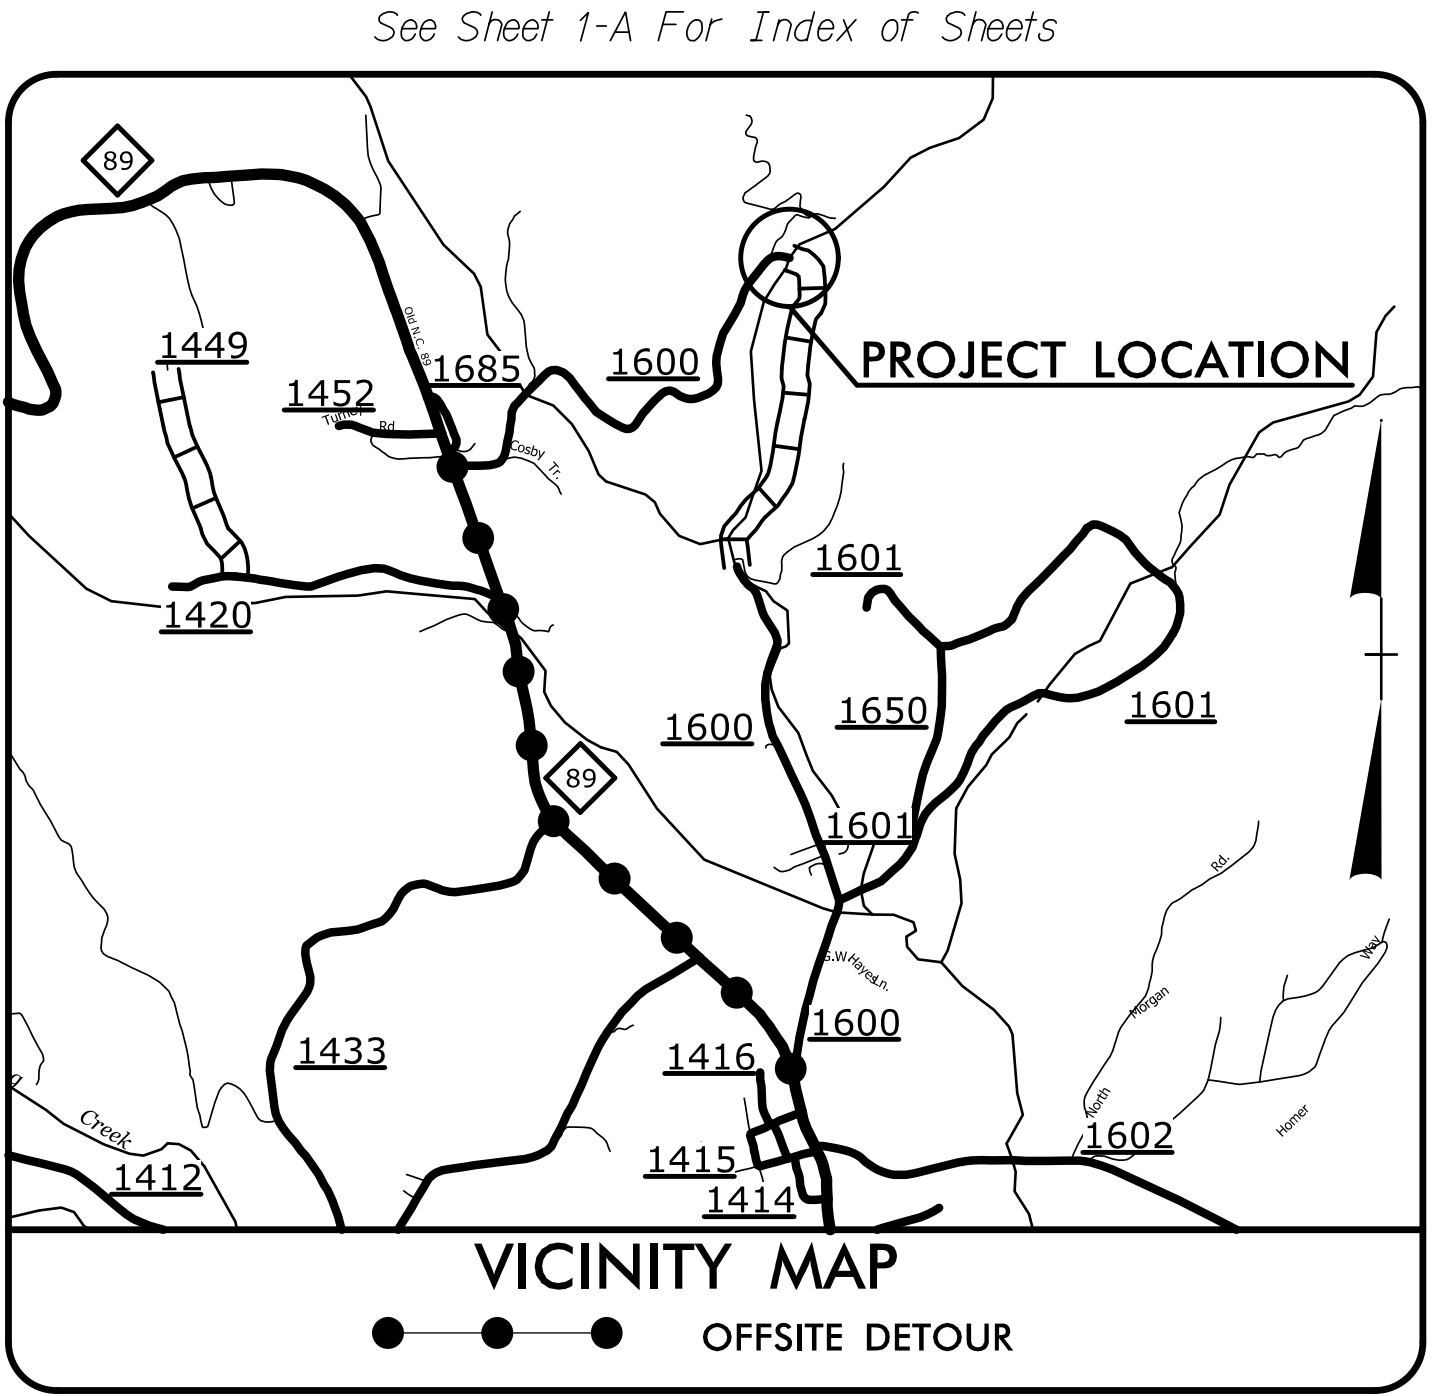 See Sheet 1-A For Index of Sheets
89
Old N.C. 89
1449
1685
1600
PROJECT LOCATION
1452
Rd.
Cosby Tr.
1601
1420
1601
1650
1600
89
1601
Rd.
Way
G.W. Hayes Ln.
Morgan
1600
1433
1416
North
Homer
Creek
1602
1415
1412
1414
VICINITY MAP
OFFSITE DETOUR